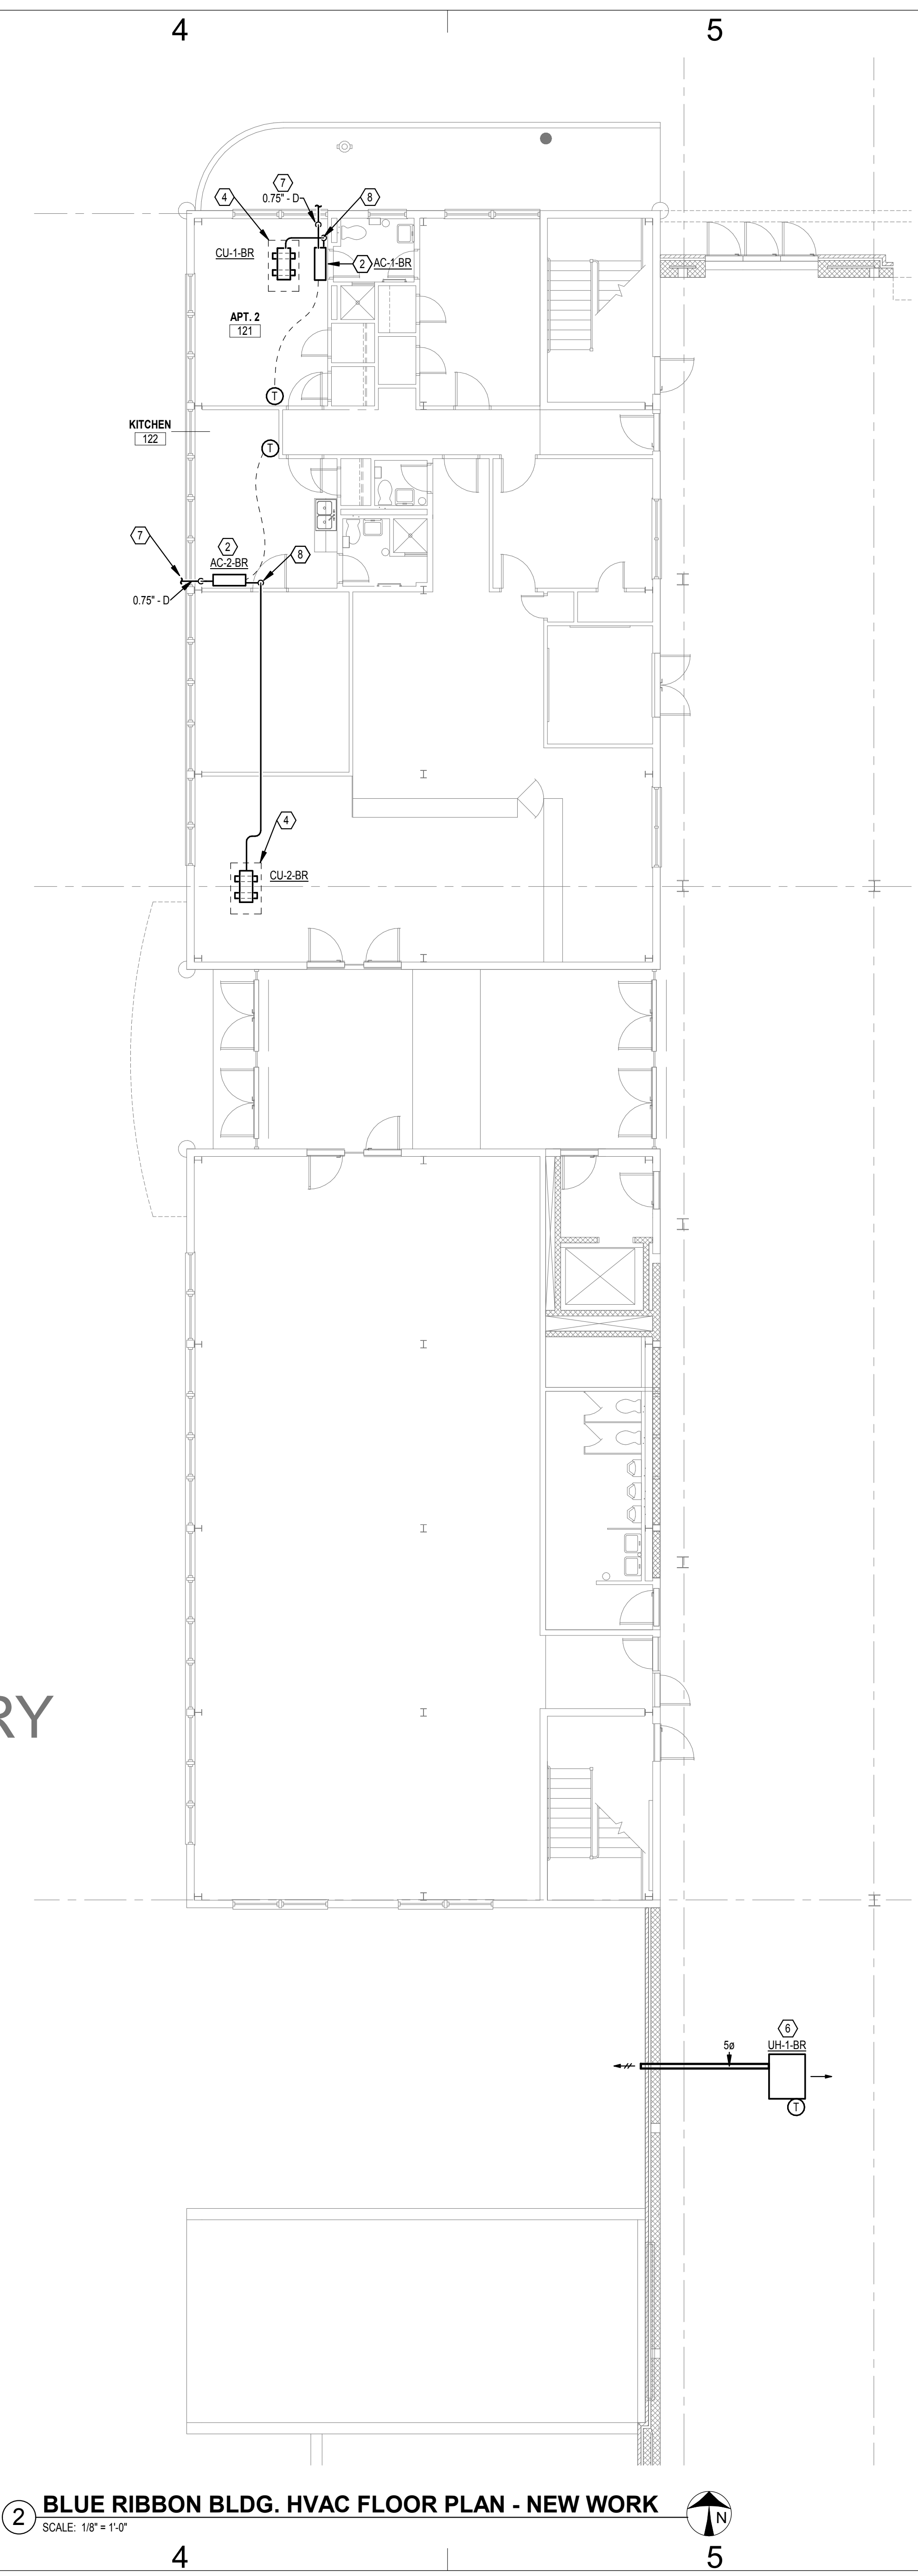 4
5
7
0.75" - D
4
8
CU-1-BR
2
AC-1-BR
APT. 2
121
T
KITCHEN
122
T
7
2
AC-2-BR
8
0.75" - D
4
CU-2-BR
RY
6
5ø
UH-1-BR
T
2
BLUE RIBBON BLDG. HVAC FLOOR PLAN - NEW WORK
SCALE: 1/8" = 1'-0"
N
4
5